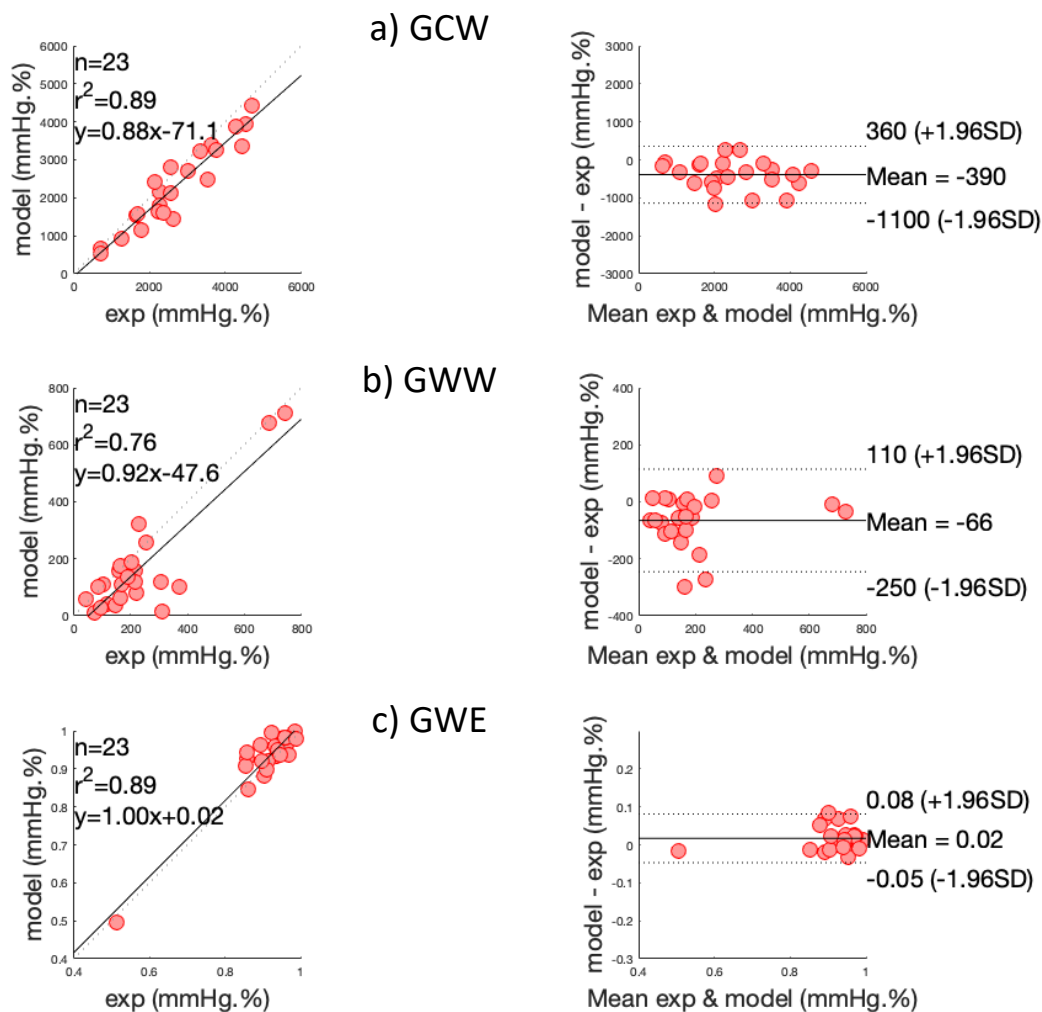 a) GCW
6000
5000
4000
3000
2000
1000
0
0
2000
4000
6000
model (mmHg.%)
exp (mmHg.%)
n=23
r²=0.89
y=0.88x-71.1
3000
2000
1000
0
-1000
-2000
-3000
0
2000
4000
6000
model - exp (mmHg.%)
Mean exp & model (mmHg.%)
360 (+1.96SD)
Mean = -390
-1100 (-1.96SD)
b) GWW
800
600
400
200
0
0
200
400
600
800
model (mmHg.%)
exp (mmHg.%)
n=23
r²=0.76
y=0.92x-47.6
400
300
200
100
0
-100
-200
-300
-400
0
200
400
600
800
model - exp (mmHg.%)
Mean exp & model (mmHg.%)
110 (+1.96SD)
Mean = -66
-250 (-1.96SD)
c) GWE
1
0.9
0.8
0.7
0.6
0.5
0.4
0.4
0.6
0.8
1
model (mmHg.%)
exp (mmHg.%)
n=23
r²=0.89
y=1.00x+0.02
0.3
0.2
0.1
0
-0.1
-0.2
-0.3
0.4
0.6
0.8
1
model - exp (mmHg.%)
Mean exp & model (mmHg.%)
0.08 (+1.96SD)
Mean = 0.02
-0.05 (-1.96SD)